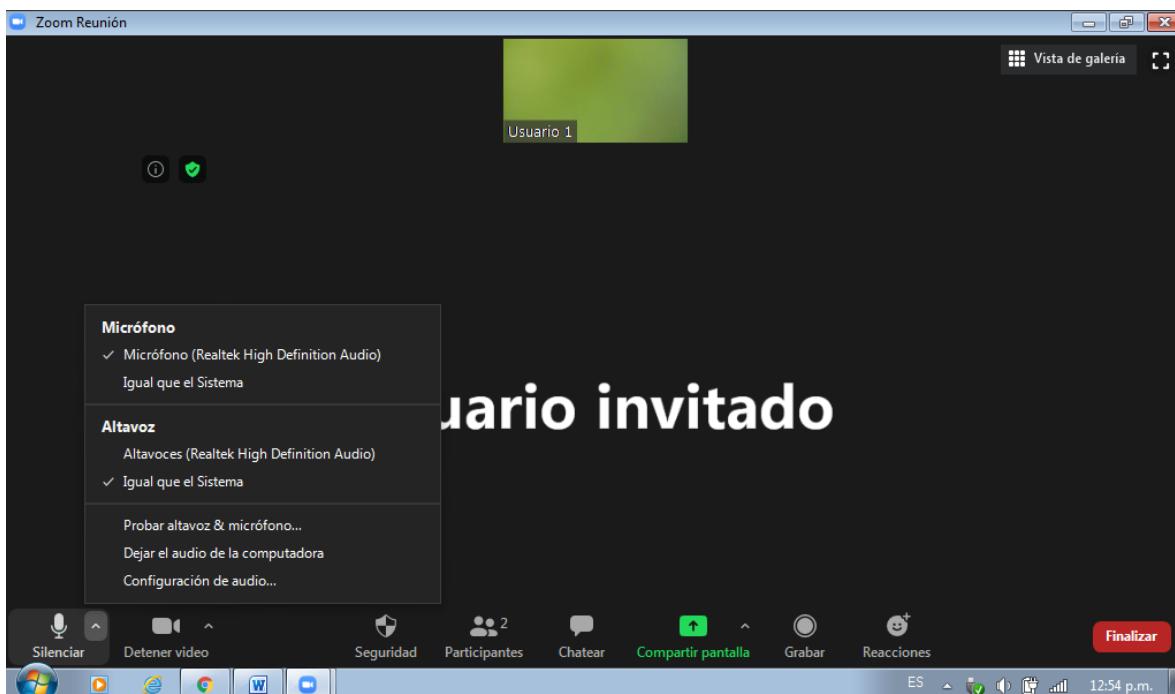 Zoom Reunión
Vista de galería
Usuario 1
Micrófono
Micrófono (Realtek High Definition Audio)
Igual que el Sistema
uario invitado
Altavoz
Altavoces (Realtek High Definition Audio)
Igual que el Sistema
Probar altavoz & micrófono...
Dejar el audio de la computadora
Configuración de audio...
2
Silenciar
Detener video
Seguridad
Participantes
Chatear
Compartir pantalla
Grabar
Reacciones
Finalizar
W
ES
12:54 p.m.